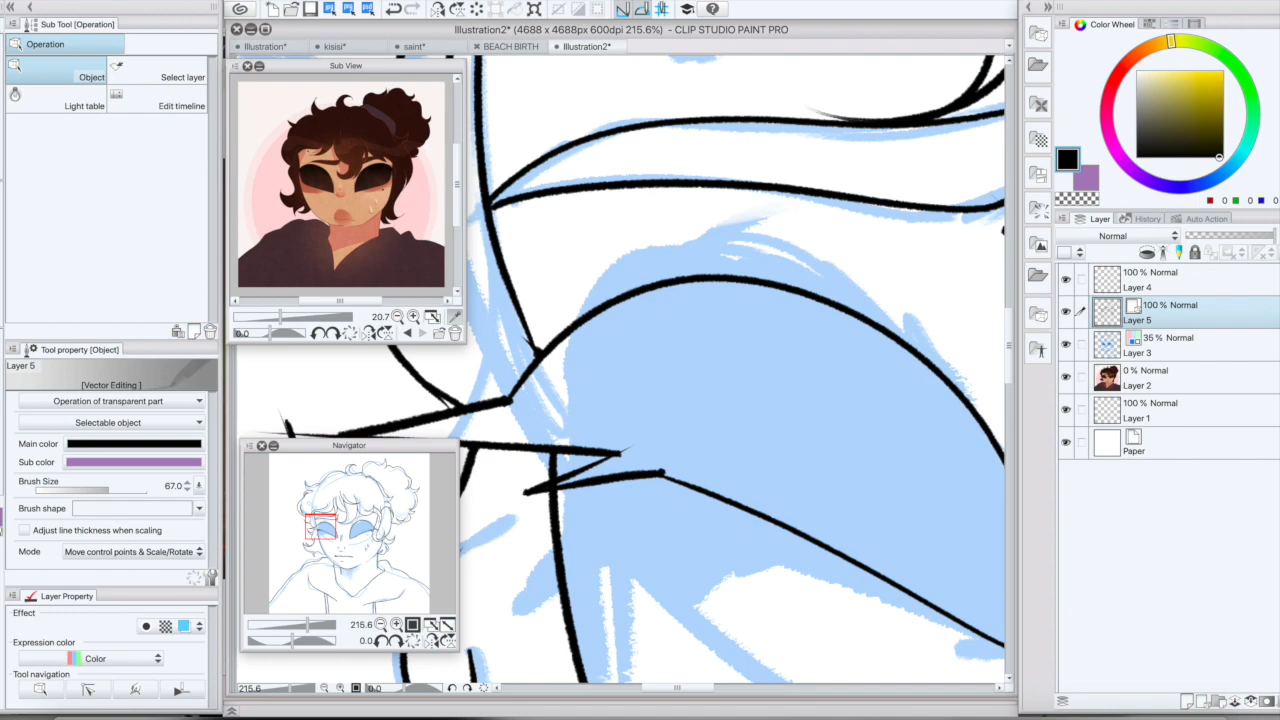 Sub Tool (Operation)
Operation
Object
Select layer
Light table
Edit timeline
Tool property [Object]
Layer 5
[Vector Editing ]
Operation of transparent part
Selectable object
Main color
Sub color
Brush Size
67.0
Brush shape
Adjust line thickness when scaling
Mode
Move control points & Scale/Rotate
Layer Property
Effect
Expression color
Color
Tool navigation
Illustration2* (4688 x 4688px 600dpi 215.6%) - CLIP STUDIO PAINT PRO
Illustration*
kisisi*
saint*
BEACH BIRTH
Illustration2*
Sub View
20.7
0.0
Navigator
215.6
0.0
215.6
0.0
Color Wheel
0
0
0
Layer
History
Auto Action
Normal
100 % Normal
Layer 4
100 % Normal
Layer 5
35 % Normal
Layer 3
0 % Normal
Layer 2
100 % Normal
Layer 1
Paper